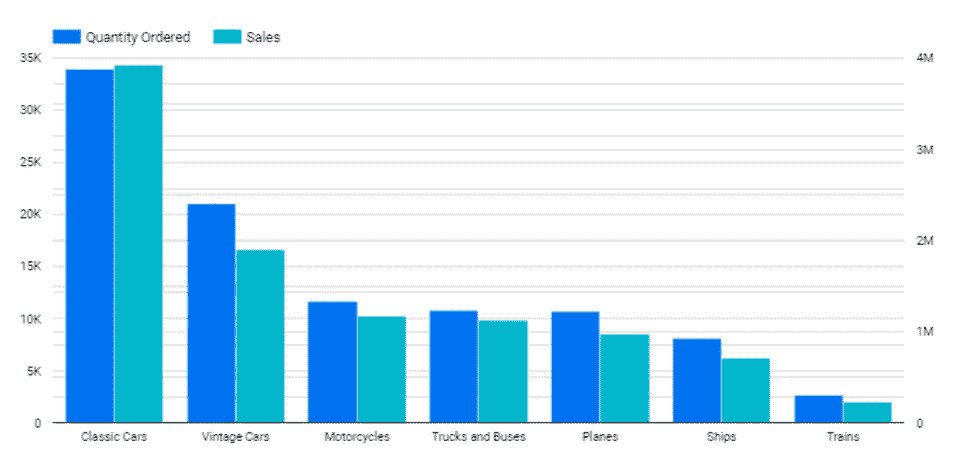 Quantity Ordered Sales
35K 4M
30K
25K 3M
20K
2M
15K
10K
1M
5K
0 0
Classic Cars Vintage Cars Motorcycles Trucks and Buses Planes Ships Trains